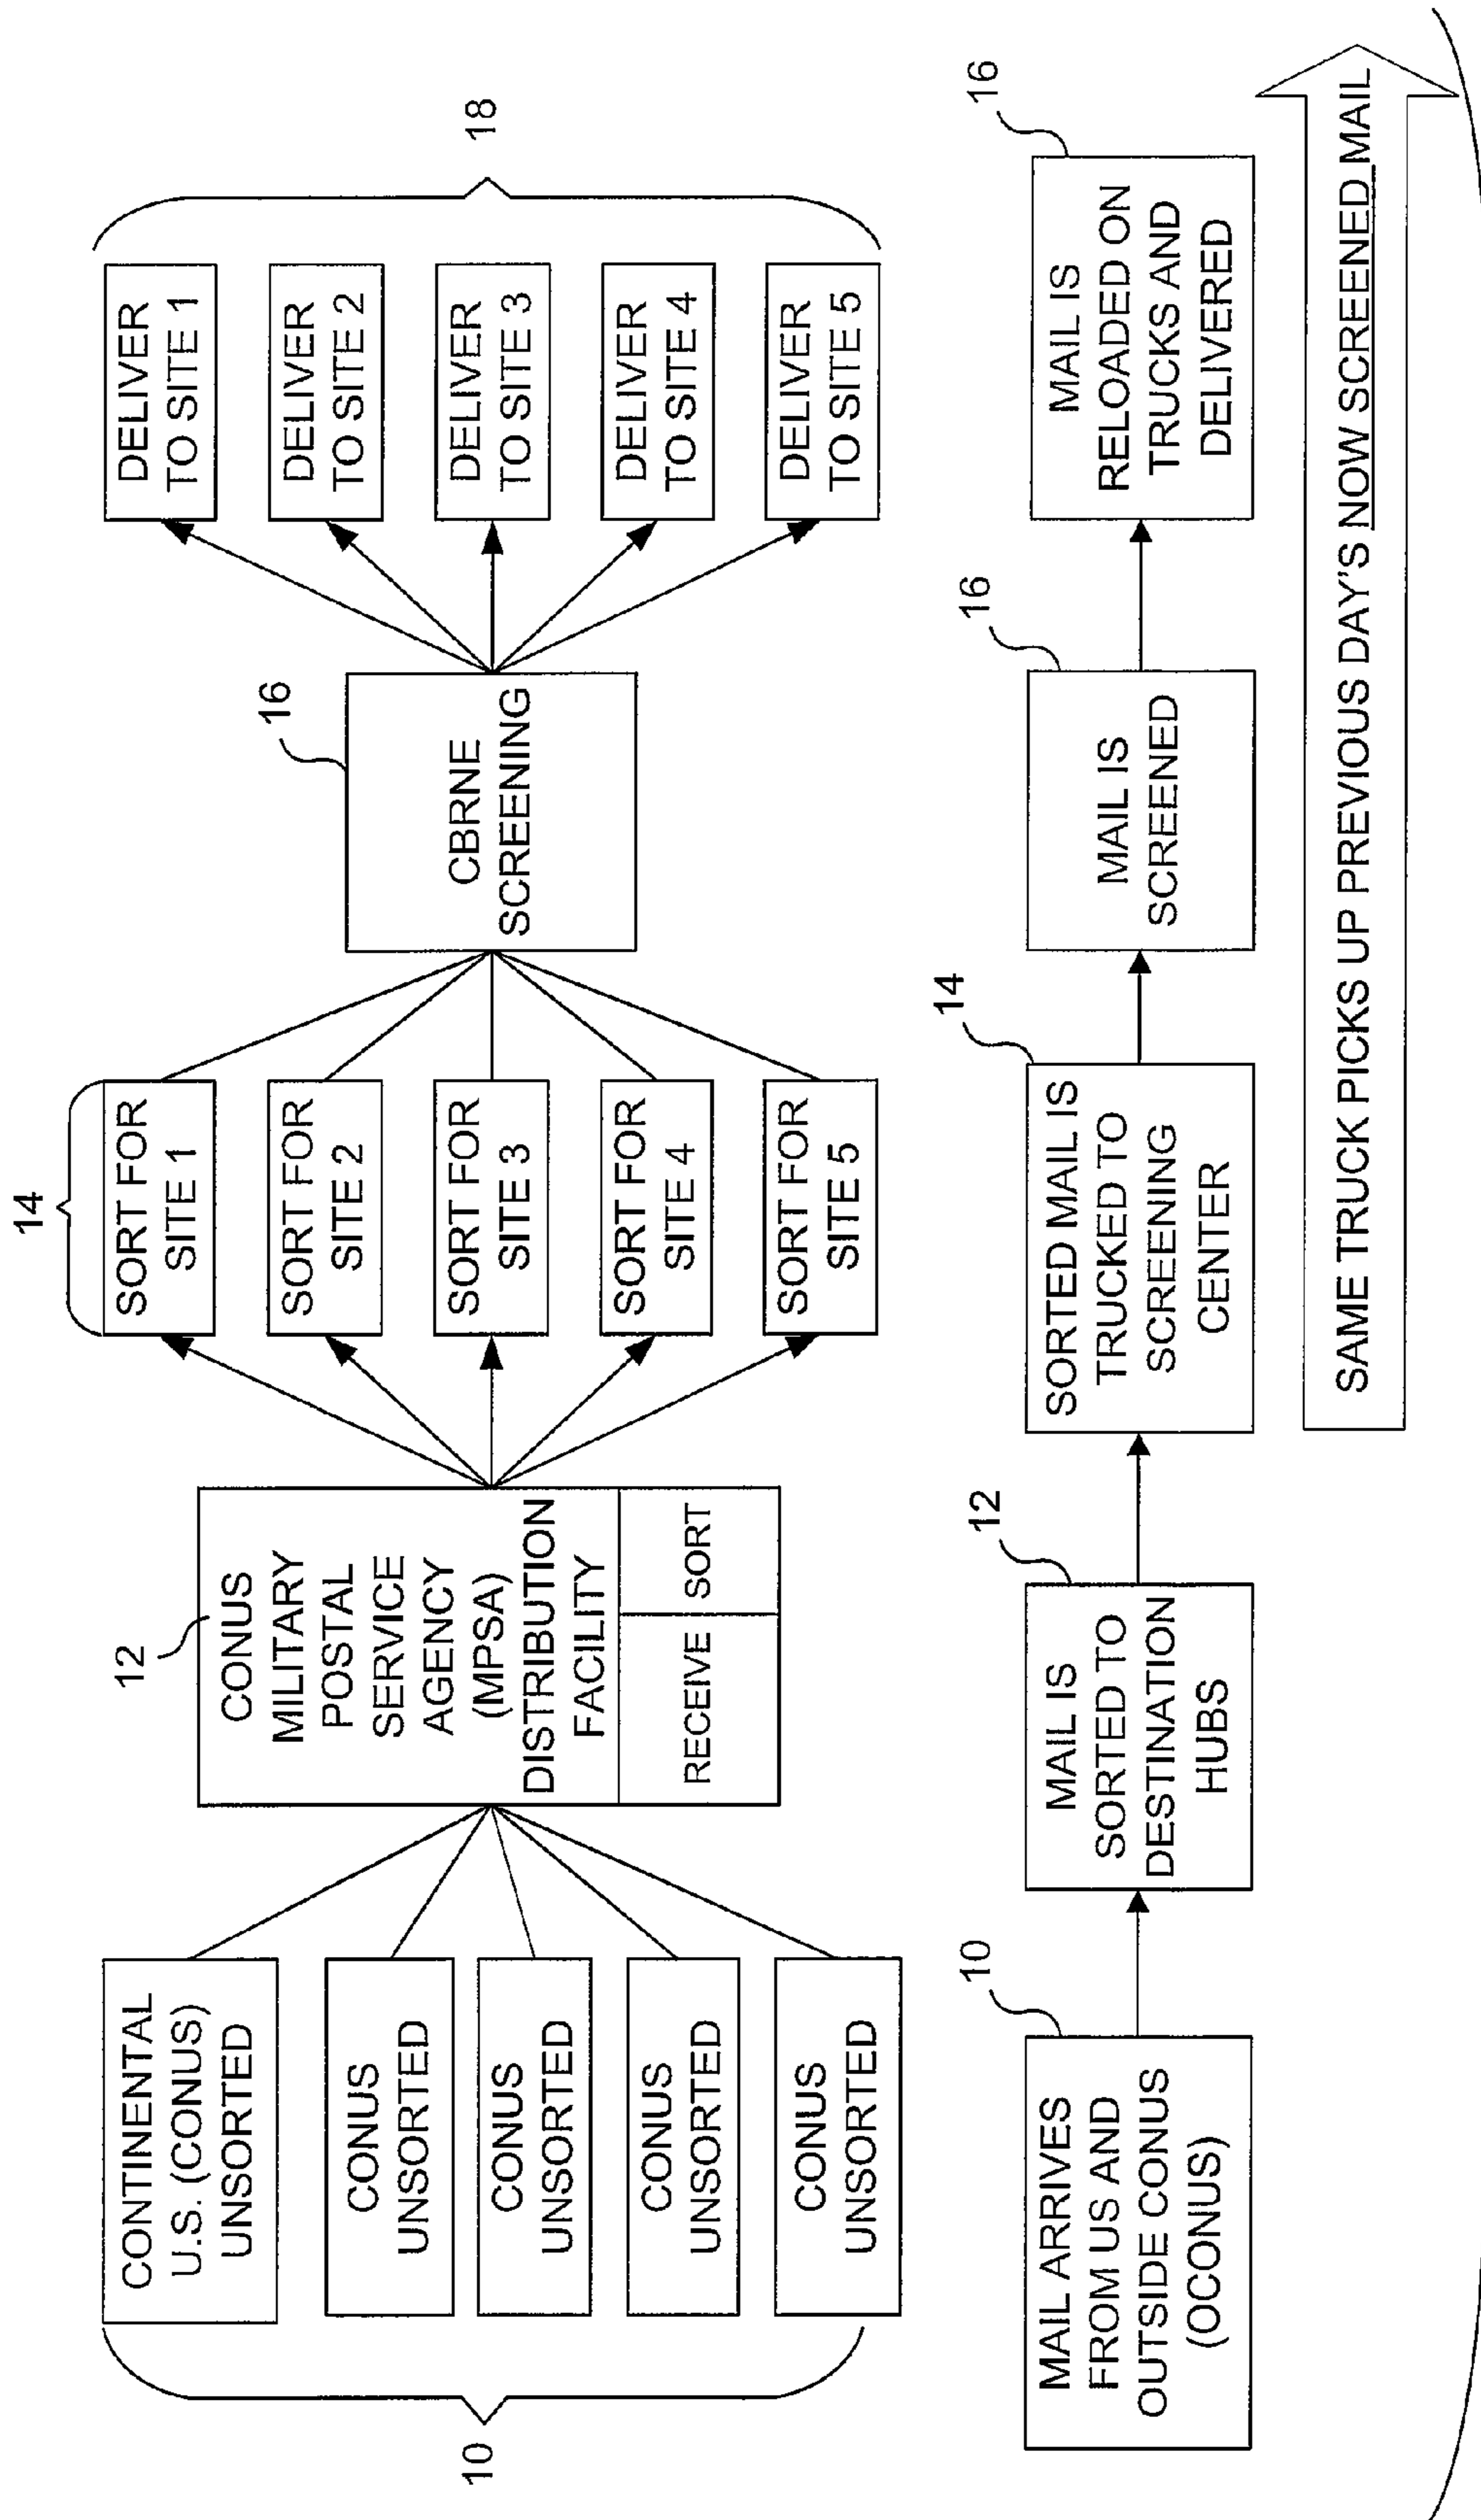 10
CONTINENTAL
U.S. (CONUS)
UNSORTED
CONUS
UNSORTED
CONUS
UNSORTED
CONUS
UNSORTED
CONUS
UNSORTED
12
CONUS
MILITARY
POSTAL
SERVICE
AGENCY
(MPSA)
DISTRIBUTION
FACILITY
RECEIVE
SORT
14
SORT FOR
SITE 1
SORT FOR
SITE 2
SORT FOR
SITE 3
SORT FOR
SITE 4
SORT FOR
SITE 5
16
CBRNE
SCREENING
DELIVER
TO SITE 1
DELIVER
TO SITE 2
DELIVER
TO SITE 3
DELIVER
TO SITE 4
DELIVER
TO SITE 5
18
10
MAIL ARRIVES
FROM US AND
OUTSIDE CONUS
(OCONUS)
12
MAIL IS
SORTED TO
DESTINATION
HUBS
14
SORTED MAIL IS
TRUCKED TO
SCREENING
CENTER
16
MAIL IS
SCREENED
16
MAIL IS
RELOADED ON
TRUCKS AND
DELIVERED
SAME TRUCK PICKS UP PREVIOUS DAY'S NOW SCREENED MAIL